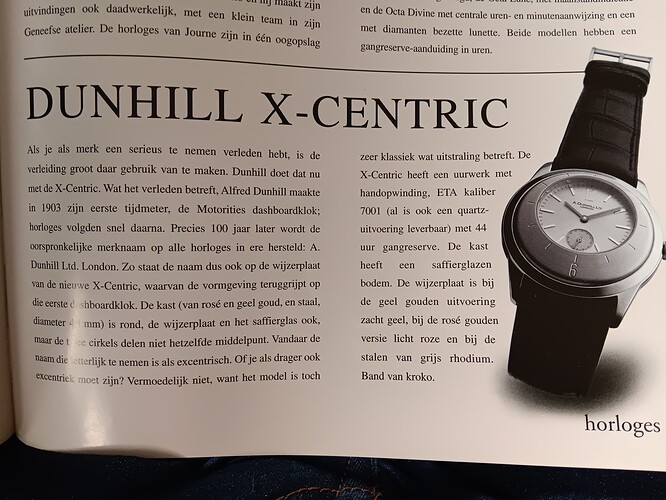 uitvindingen ook daadwerkelijk, met een klein team in zijn
Geneefse atelier. De horloges van Journe zijn in één oogopslag
en de Octa Divine met centrale uren- en minutenaanwijzing en een
met diamanten bezette lunette. Beide modellen hebben een
gangreserve-aanduiding in uren.
DUNHILL X-CENTRIC
Als je als merk een serieus te nemen verleden hebt, is de
verleiding groot daar gebruik van te maken. Dunhill doet dat nu
met de X-Centric. Wat het verleden betreft, Alfred Dunhill maakte
in 1903 zijn eerste tijdmeter, de Motorities dashboardklok;
horloges volgden snel daarna. Precies 100 jaar later wordt de
oorspronkelijke merknaam op alle horloges in ere hersteld: A.
Dunhill Ltd. London. Zo staat de naam dus ook op de wijzerplaat
van de nieuwe X-Centric, waarvan de vormgeving teruggrijpt op
die eerste dashboardklok. De kast (van rosé en geel goud, en staal,
diameter mm) is rond, de wijzerplaat en het saffierglas ook,
maar de cirkels delen niet hetzelfde middelpunt. Vandaar de
naam die letterlijk te nemen is als excentrisch. Of je als drager ook
excentriek moet zijn? Vermoedelijk niet, want het model is toch
zeer klassiek wat uitstraling betreft. De
X-Centric heeft een uurwerk met
handopwinding, ETA kaliber
7001 (al is ook een quartz-
uitvoering leverbaar) met 44
uur gangreserve. De kast
heeft een saffierglazen
bodem. De wijzerplaat is bij
de geel gouden uitvoering
zacht geel, bij de rosé gouden
versie licht roze en bij de
stalen van grijs rhodium.
Band van kroko.
6
horloges